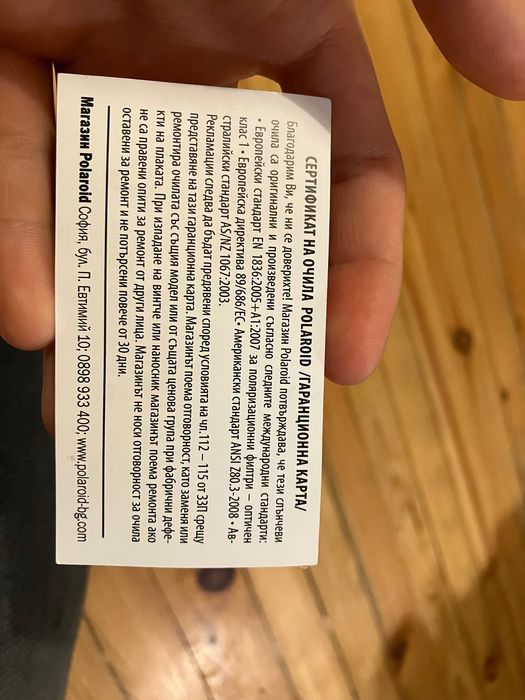 СЕРТИФИКАТ НА ОЧИЛА POLAROID /ГАРАНЦИОННА КАРТА/
Благодарим Ви, че ни се доверихте! Магазин Polaroid потвърждава, че тези слънчеви
очила са оригинални и произведени съгласно следните международни стандарти:
• Европейски стандарт EN 1836:2005+A1:2007 за поляризационни филтри – оптичен
клас 1 • Европейска директива 89/686/EC• Американски стандарт ANSI Z80.3-2008 • Ав-
стралийски стандарт AS/NZ 1067:2003.
Рекламации следва да бъдат предявени според условията на чл.112 – 115 от ЗЗП срещу
представяне на тази гаранционна карта. Магазинът поема отговорност, като заменя или
ремонтира очилата със същия модел или от същата ценова група при фабрични дефе-
кти на плаката. При изпадане на винтче или наносник магазинът поема ремонта ако
не са правени опити за ремонт от други лица. Магазинът не носи отговорност за очила
оставени за ремонт и не потърсени повече от 30 дни.
Магазин Polaroid София, бул. П. Евтимий 10; 0898 933 400; www.polaroid-bg.com